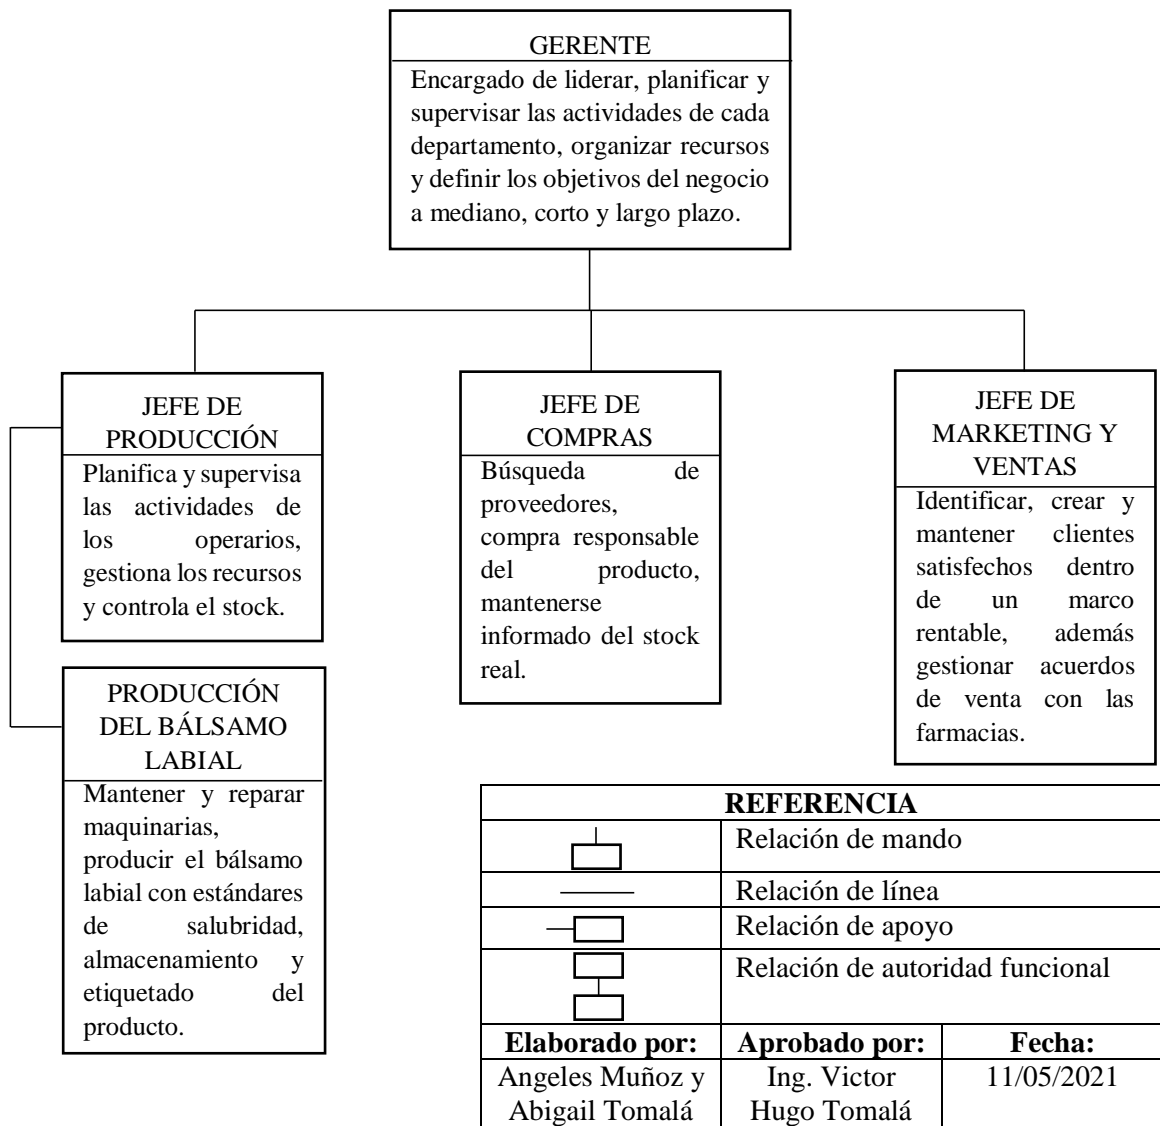 GERENTE
Encargado de liderar, planificar y
supervisar las actividades de cada
departamento, organizar recursos
y definir los objetivos del negocio
a mediano, corto y largo plazo.
JEFE DE
PRODUCCIÓN
Planifica y supervisa
las actividades de
los operarios,
gestiona los recursos
y controla el stock.
JEFE DE
COMPRAS
Búsqueda de
proveedores,
compra responsable
del producto,
mantenerse
informado del stock
real.
JEFE DE
MARKETING Y
VENTAS
Identificar, crear y
mantener clientes
satisfechos dentro
de un marco
rentable, además
gestionar acuerdos
de venta con las
farmacias.
PRODUCCIÓN
DEL BÁLSAMO
LABIAL
Mantener y reparar
maquinarias,
producir el bálsamo
labial con estándares
de salubridad,
almacenamiento y
etiquetado del
producto.
REFERENCIA
Relación de mando
Relación de línea
Relación de apoyo
Relación de autoridad funcional
Elaborado por:
Angeles Muñoz y
Abigail Tomalá
Aprobado por:
Ing. Victor
Hugo Tomalá
Fecha:
11/05/2021